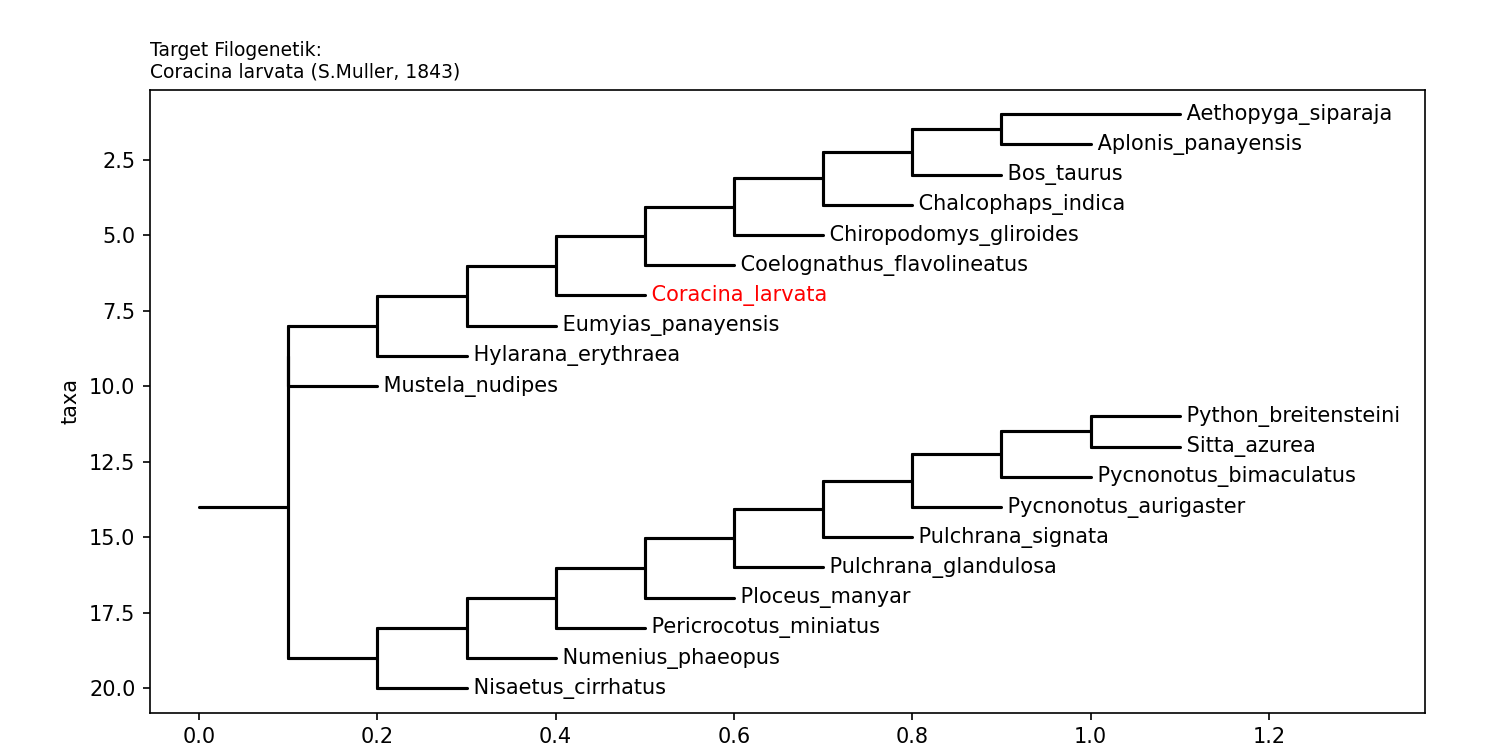 Target Filogenetik:
Coracina larvata (S.Muller, 1843)
Aethopyga_siparaja
Aplonis_panayensis
2.5
Bos_taurus
Chalcophaps_indica
5.0
Chiropodomys_gliroides
Coelognathus_flavolineatus
Coracina_larvata
7.5
Eumyias_panayensis
Hylarana_erythraea
10.0
Mustela_nudipes
taxa
Python_breitensteini
Sitta_azurea
12.5
Pycnonotus_bimaculatus
Pycnonotus_aurigaster
15.0
Pulchrana_signata
Pulchrana_glandulosa
Ploceus_manyar
17.5
Pericrocotus_miniatus
Numenius_phaeopus
20.0
Nisaetus_cirrhatus
0.0 0.2 0.4 0.6 0.8 1.0 1.2